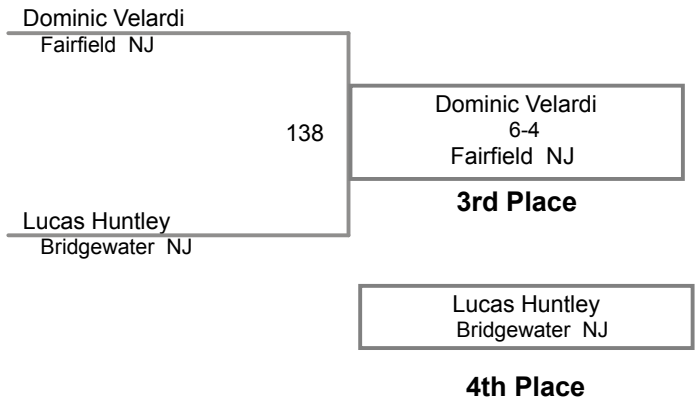 Dominic Velardi
Fairfield NJ
138
Dominic Velardi
6-4
Fairfield NJ
3rd Place
Lucas Huntley
Bridgewater NJ
Lucas Huntley
Bridgewater NJ
4th Place